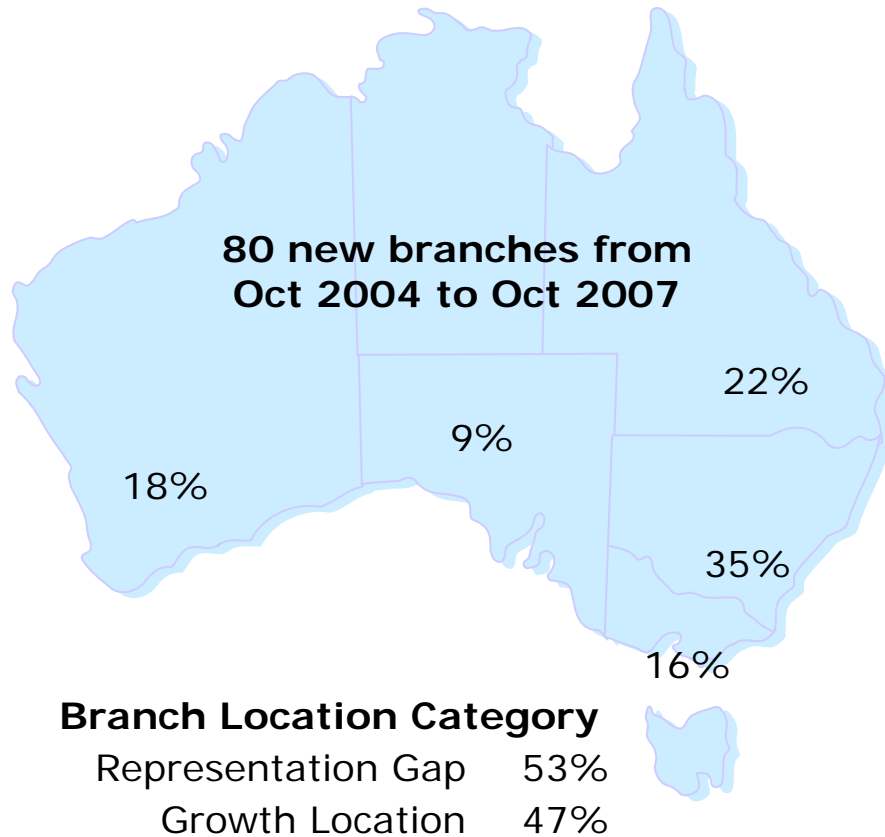 80 new branches from
Oct 2004 to Oct 2007
22%
9%
18%
35%
16%
Branch Location Category
Representation Gap 53%
Growth Location 47%